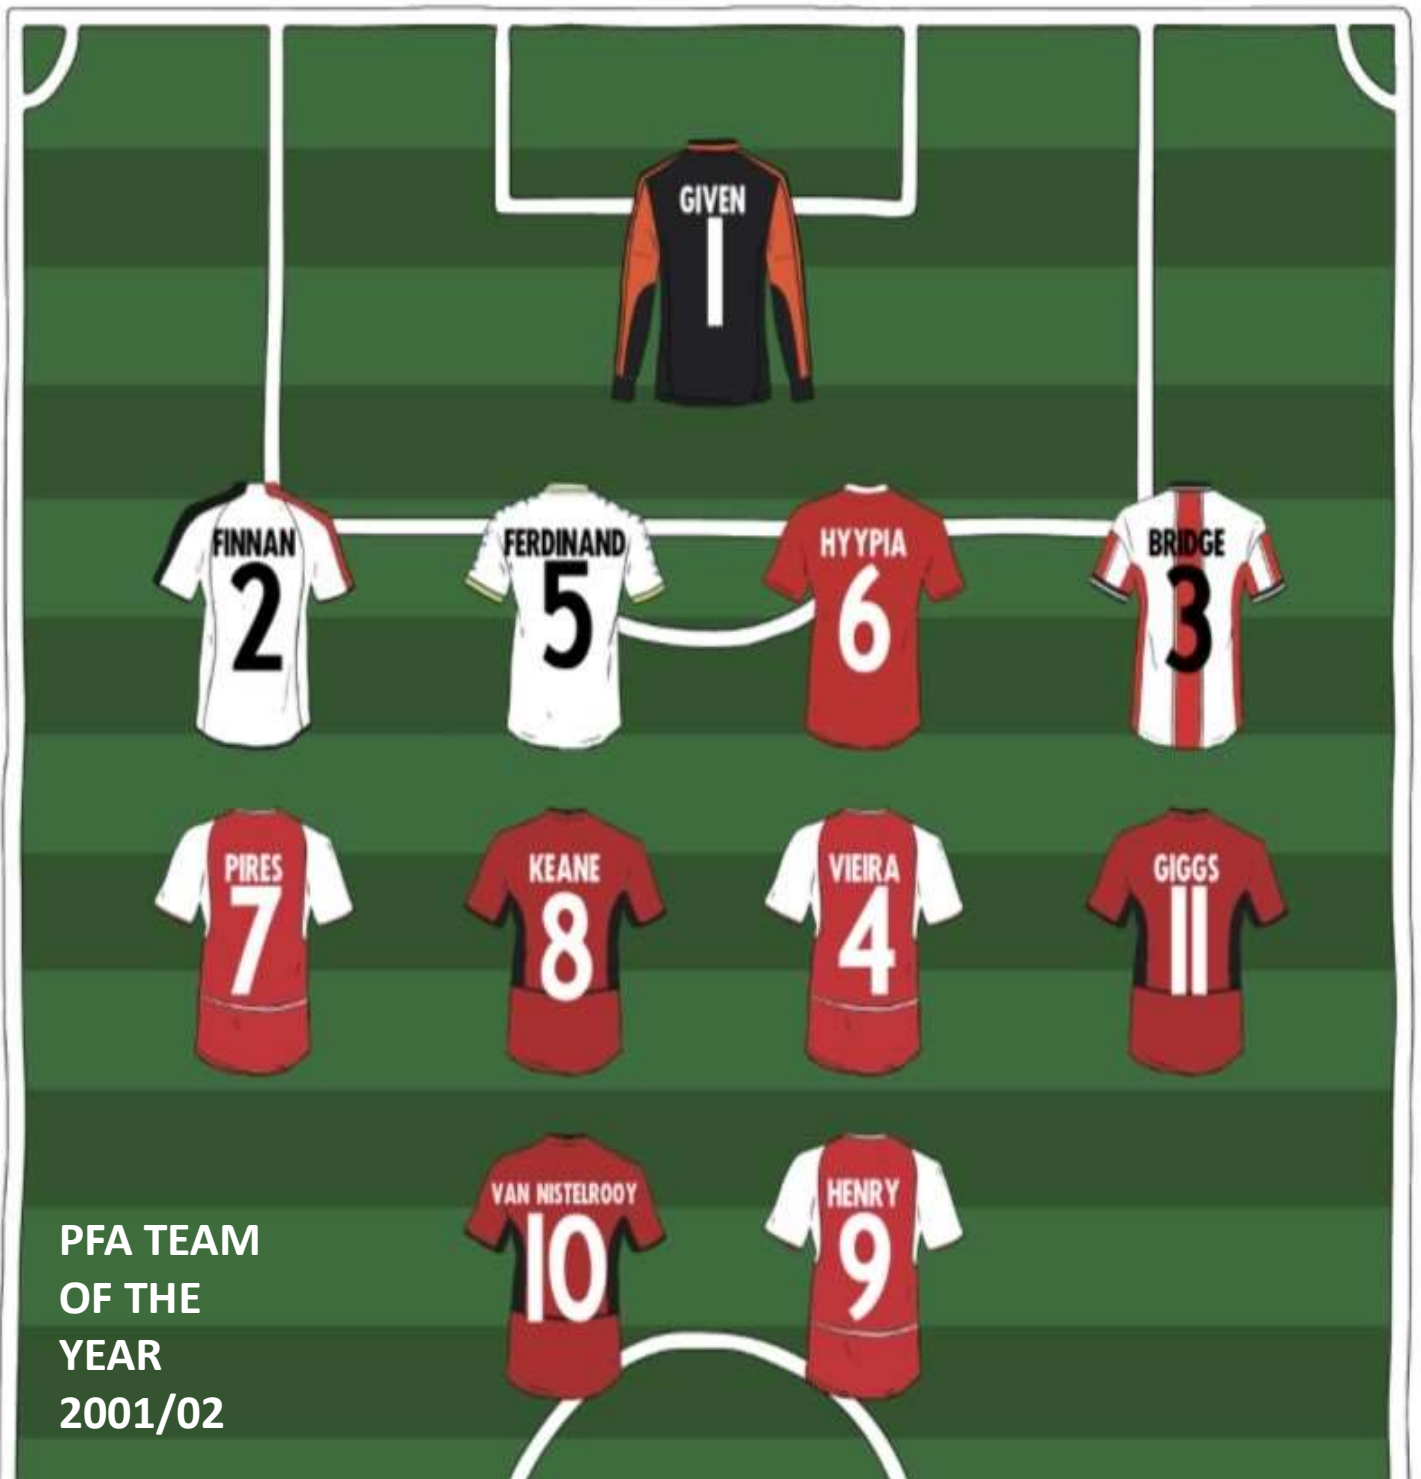 GIVEN
1
FINNAN
2
FERDINAND
5
HYYPIA
6
BRIDGE
3
PIRES
7
KEANE
8
VIEIRA
4
GIGGS
11
VAN NISTELROOY
10
HENRY
9
PFA TEAM
OF THE
YEAR
2001/02